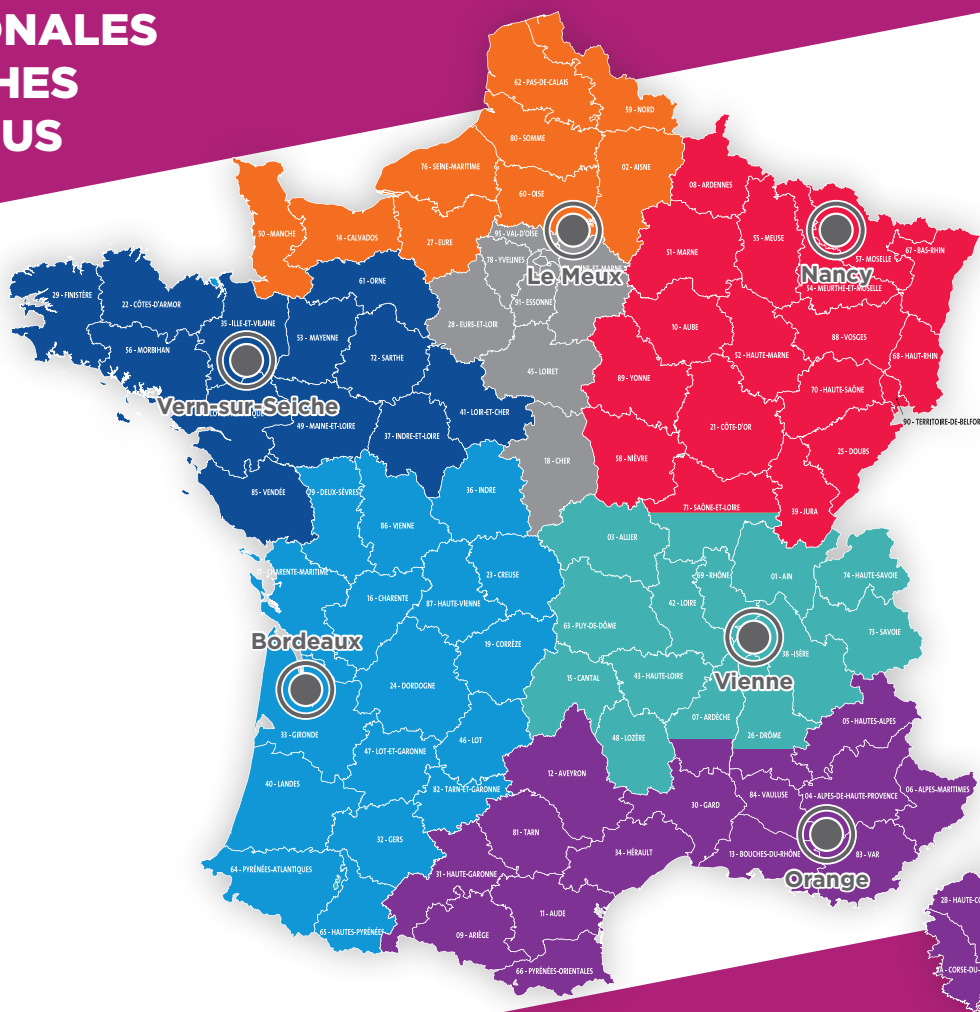 ONALES
HES
US
62 - PAS-DE-CALAIS
59 - NORD
80 - SOMME
76 - SEINE-MARITIME
02 - AISNE
08 - ARDENNES
60 - OISE
50 - MANCHE
14 - CALVADOS
27 - EURE
95 - VAL-D'OISE
51 - MARNE
55 - MEUSE
57 - MOSELLE
67 - BAS-RHIN
78 - YVELINES
Le Meux
Nancy
54 - MEURTHE-ET-MOSELLE
61 - ORNE
29 - FINISTÈRE
22 - CÔTES-D'ARMOR
91 - ESSONNE
35 - ILLE-ET-VILAINE
28 - EURE-ET-LOIR
10 - AUBE
53 - MAYENNE
88 - VOSGES
56 - MORBIHAN
72 - SARTHE
52 - HAUTE-MARNE
68 - HAUT-RHIN
45 - LOIRET
89 - YONNE
70 - HAUTE-SAÔNE
Vern-sur-Seiche
41 - LOIR-ET-CHER
90 - TERRITOIRE-DE-BELFOR
49 - MAINE-ET-LOIRE
21 - CÔTE-D'OR
37 - INDRE-ET-LOIRE
25 - DOUBS
58 - NIÈVRE
18 - CHER
85 - VENDÉE
79 - DEUX-SÈVRES
36 - INDRE
71 - SAÔNE-ET-LOIRE
39 - JURA
86 - VIENNE
03 - ALLIER
17 - CHARENTE-MARITIME
23 - CREUSE
69 - RHÔNE
01 - AIN
74 - HAUTE-SAVOIE
16 - CHARENTE
87 - HAUTE-VIENNE
42 - LOIRE
63 - PUY-DE-DÔME
73 - SAVOIE
Bordeaux
19 - CORRÈZE
38 - ISÈRE
15 - CANTAL
43 - HAUTE-LOIRE
Vienne
24 - DORDOGNE
07 - ARDÈCHE
05 - HAUTES-ALPES
33 - GIRONDE
46 - LOT
48 - LOZÈRE
26 - DRÔME
47 - LOT-ET-GARONNE
12 - AVEYRON
40 - LANDES
82 - TARN-ET-GARONNE
84 - VAULUSE
04 - ALPES-DE-HAUTE-PROVENCE
06 - ALPES-MARITIMES
30 - GARD
81 - TARN
32 - GERS
34 - HÉRAULT
13 - BOUCHES-DU-RHÔNE
83 - VAR
64 - PYRÉNÉES-ATLANTIQUES
31 - HAUTE-GARONNE
Orange
2B - HAUTE-CO
11 - AUDE
65 - HAUTES-PYRÉNÉES
09 - ARIÈGE
66 - PYRÉNÉES-ORIENTALES
2A - CORSE-DU-